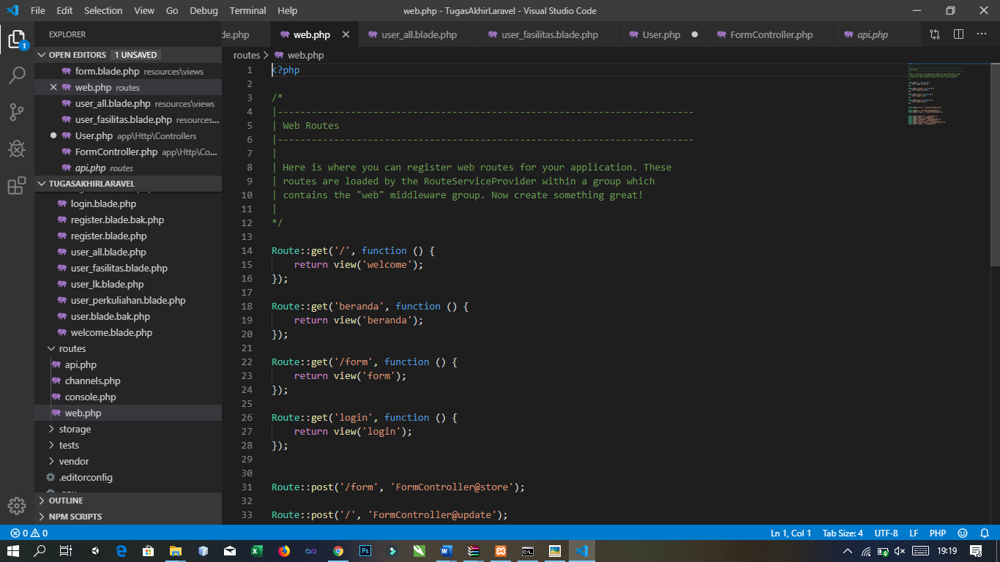 File Edit Selection View Go Debug Terminal Help web.php - TugasAkhirLaravel - Visual Studio Code
EXPLORER
de.php web.php user_all.blade.php user_fasilitas.blade.php User.php FormController.php api.php
OPEN EDITORS 1 UNSAVED
form.blade.php resources\views
web.php routes
user_all.blade.php resources\views
user_fasilitas.blade.php resources...
User.php app\Http\Controllers
FormController.php app\Http\Co...
api.php routes
TUGASAKHIRLARAVEL
login.blade.php
register.blade.bak.php
register.blade.php
user_all.blade.php
user_fasilitas.blade.php
user_lk.blade.php
user_perkuliahan.blade.php
user.blade.bak.php
welcome.blade.php
routes
api.php
channels.php
console.php
web.php
storage
tests
vendor
.editorconfig
OUTLINE
NPM SCRIPTS
routes > web.php
1 <?php
2
3 /*
4 |--------------------------------------------------------------------------
5 | Web Routes
6 |--------------------------------------------------------------------------
7 |
8 | Here is where you can register web routes for your application. These
9 | routes are loaded by the RouteServiceProvider within a group which
10 | contains the "web" middleware group. Now create something great!
11 |
12 */
13
14 Route::get('/', function () {
15 return view('welcome');
16 });
17
18 Route::get('beranda', function () {
19 return view('beranda');
20 });
21
22 Route::get('/form', function () {
23 return view('form');
24 });
25
26 Route::get('login', function () {
27 return view('login');
28 });
29
30
31 Route::post('/form', 'FormController@store');
32
33 Route::post('/', 'FormController@update');
0 0 Ln 1, Col 1 Tab Size: 4 UTF-8 LF PHP
19:19